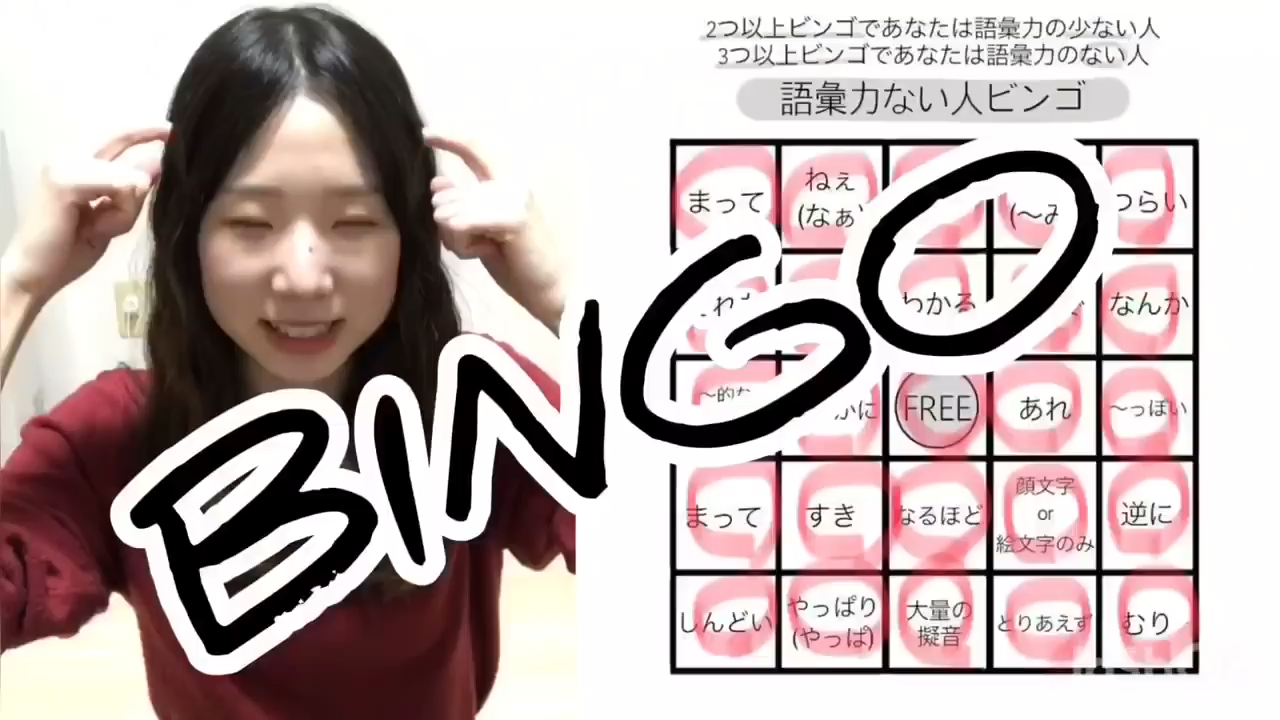 2つ以上ビンゴであなたは語彙力の少ない人
3つ以上ビンゴであなたは語彙力のない人
語彙力ない人ビンゴ
まって
ねぇ
(なぁ
(〜み
つらい
わかる
なんか
〜的な
かに
FREE
あれ
〜っぽい
まって
すき
なるほど
顔文字
or
絵文字のみ
逆に
しんどい
やっぱり
(やっぱ)
大量の
擬音
とりあえず
むり
BINGO